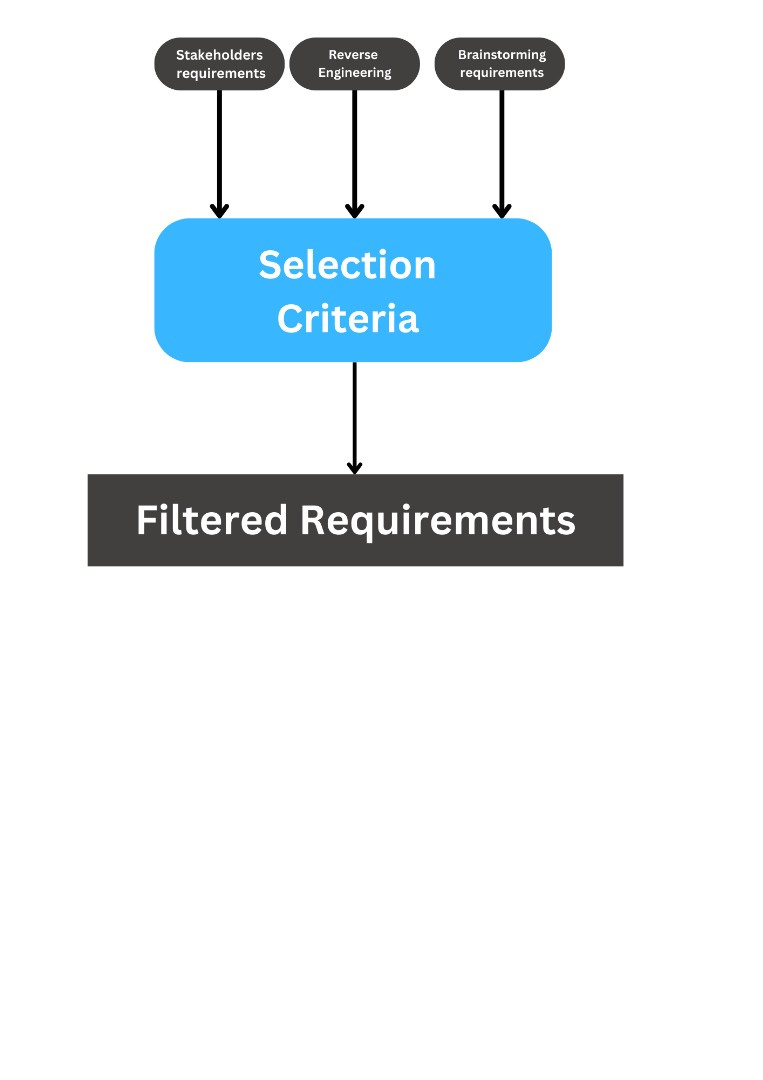 Stakeholders
requirements
Reverse
Engineering
Brainstorming
requirements
Selection
Criteria
Filtered Requirements